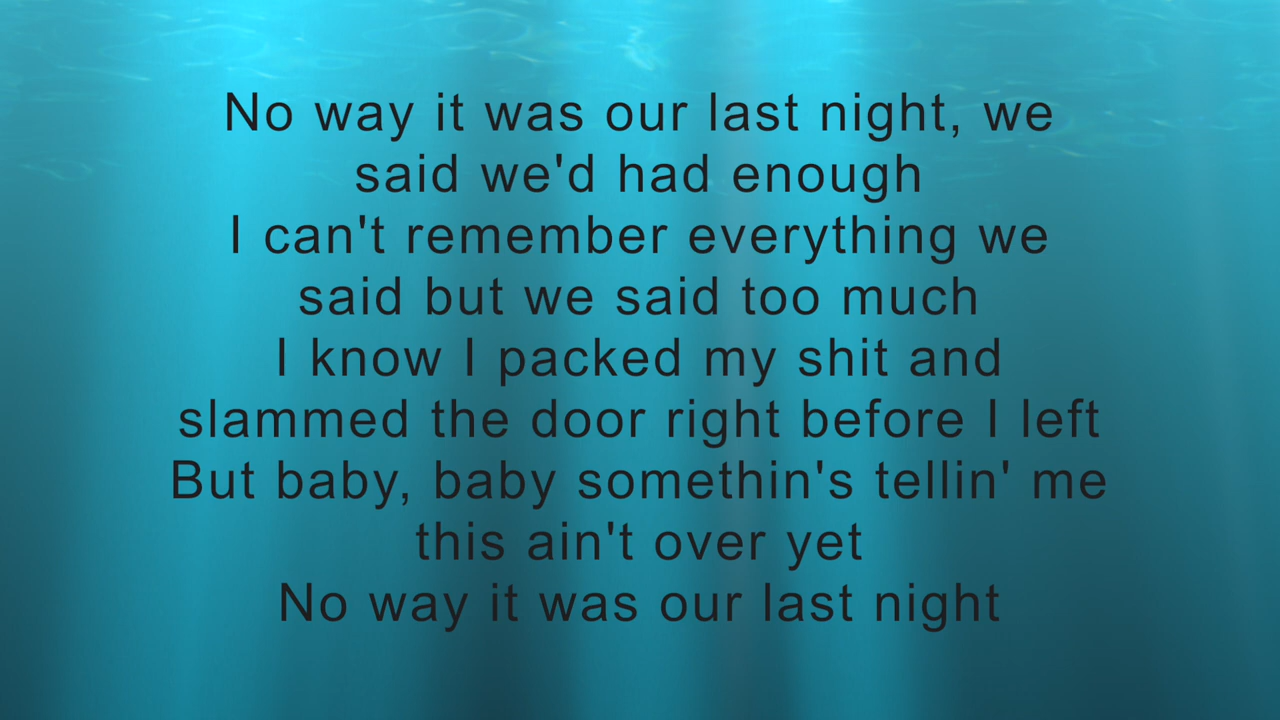 No way it was our last night, we
said we'd had enough
I can't remember everything we
said but we said too much
I know I packed my shit and
slammed the door right before I left
But baby, baby somethin's tellin' me
this ain't over yet
No way it was our last night